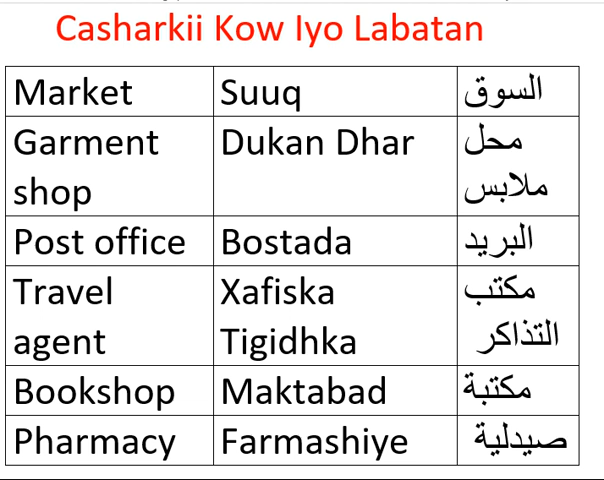 Casharkii Kow Iyo Labatan
Market Suuq السوق
Garment Dukan Dhar محل
shop ملابس
Post office Bostada البريد
Travel Xafiska مكتب
agent Tigidhka التذاكر
Bookshop Maktabad مكتبة
Pharmacy Farmashiye صيدلية